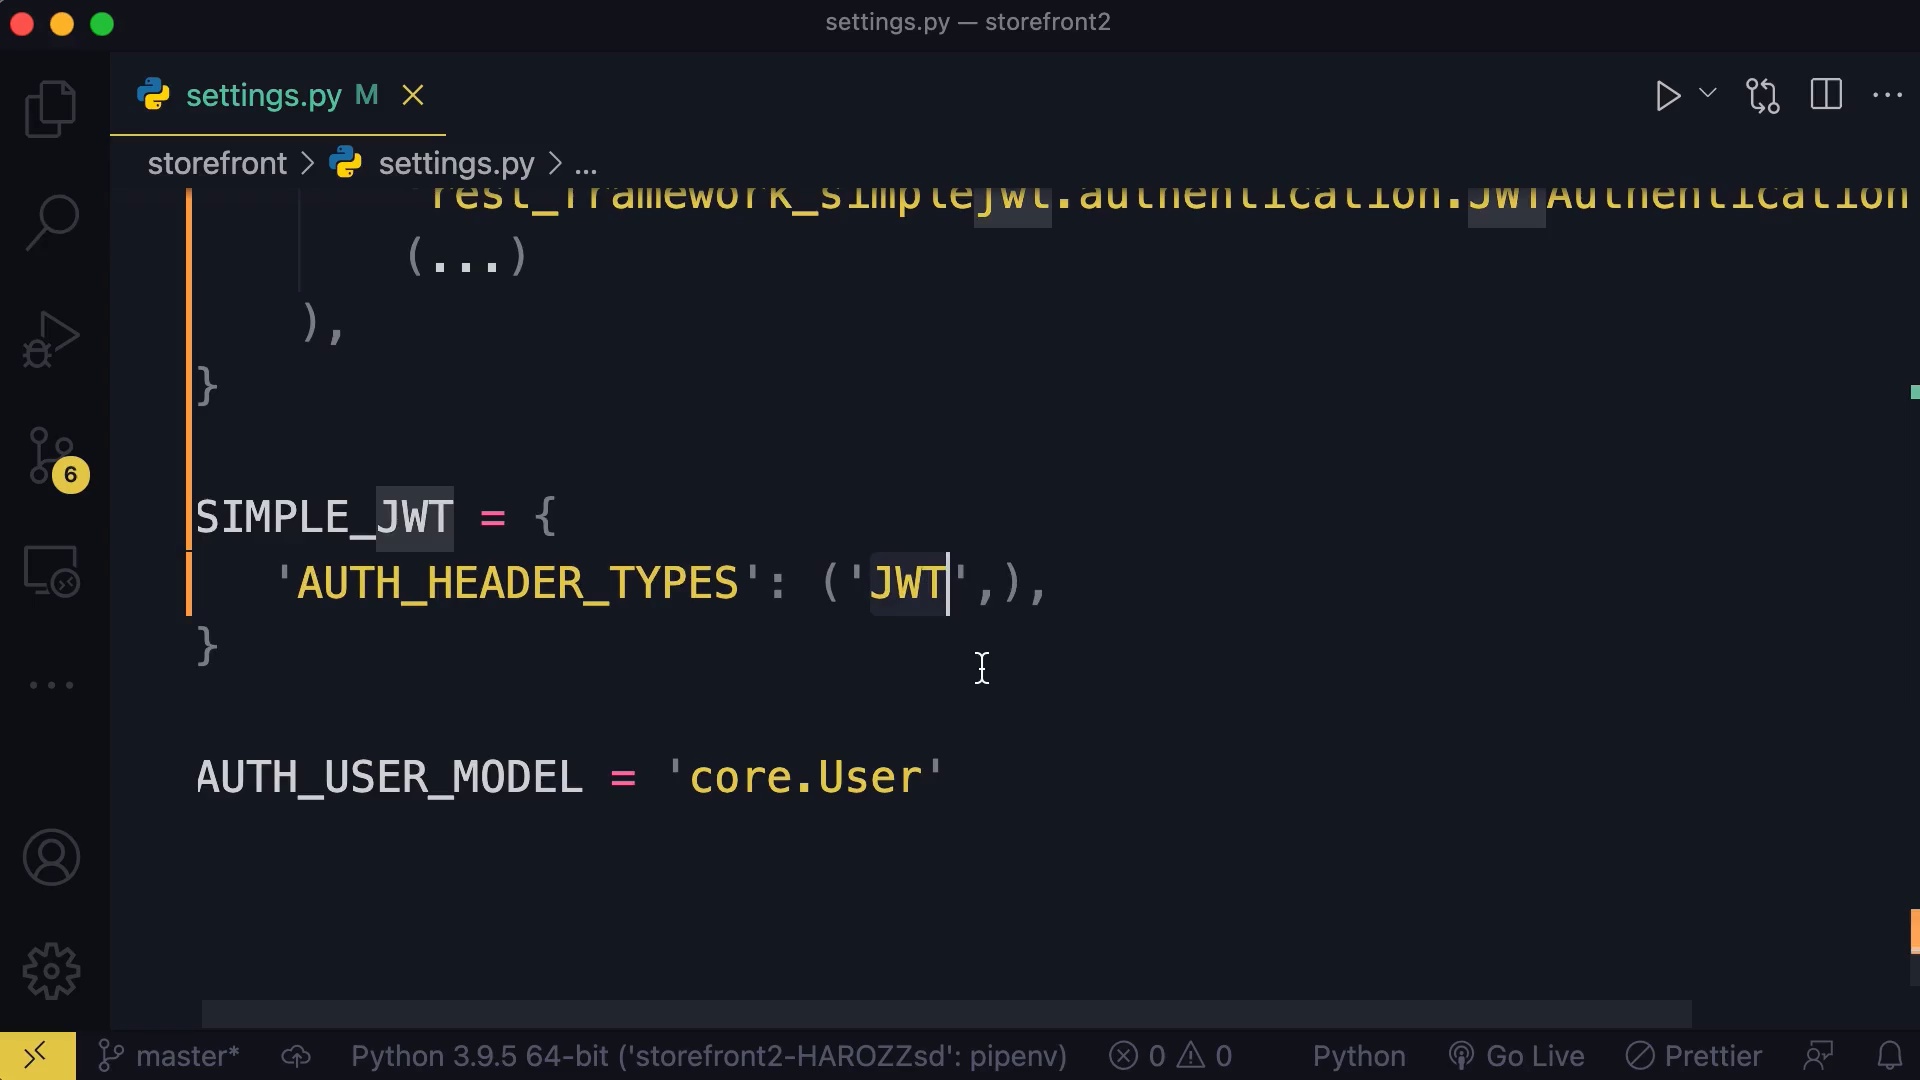 settings.py — storefront2
settings.py M
storefront > settings.py > ...
rest_framework_simplejwt.authentication.JWTAuthentication
(...)
),
}
SIMPLE_JWT = {
'AUTH_HEADER_TYPES': ('JWT',),
}
AUTH_USER_MODEL = 'core.User'
6
master* Python 3.9.5 64-bit ('storefront2-HAROZZsd': pipenv) 0 0 Python Go Live Prettier